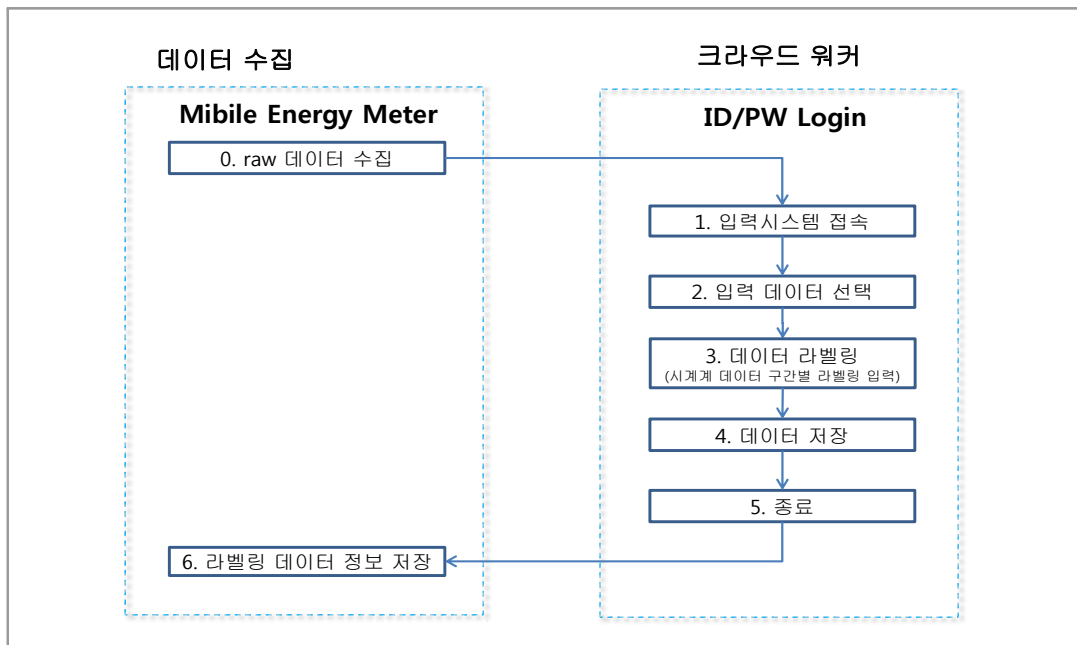 데이터 수집
크라우드 워커
Mibile Energy Meter
ID/PW Login
0. raw 데이터 수집
1. 입력시스템 접속
2. 입력 데이터 선택
3. 데이터 라벨링
(시계계 데이터 구간별 라벨링 입력)
4. 데이터 저장
5. 종료
6. 라벨링 데이터 정보 저장